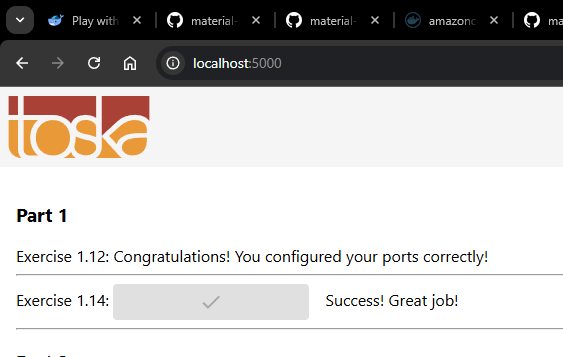 Play with
material-
material-
amazonc
ma
localhost:5000
toska
Part 1
Exercise 1.12: Congratulations! You configured your ports correctly!
Exercise 1.14: Success! Great job!